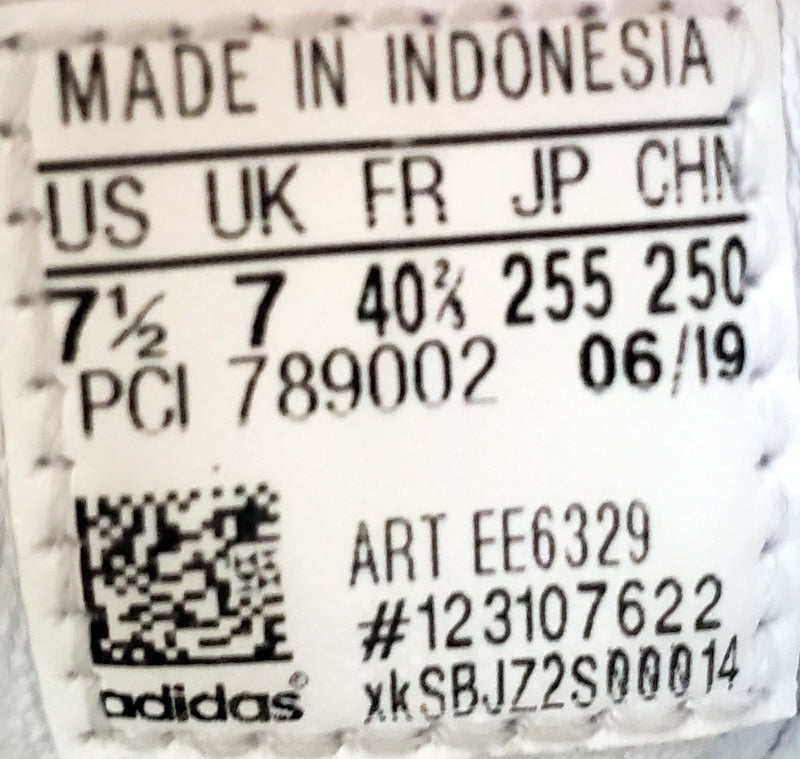 MADE IN INDONESIA
US UK FR JP CHN
7½ 7 40⅔ 255 250
PCI 789002 06/19
ART EE6329
#123107622
xkSBJZ2S00014
adidas®